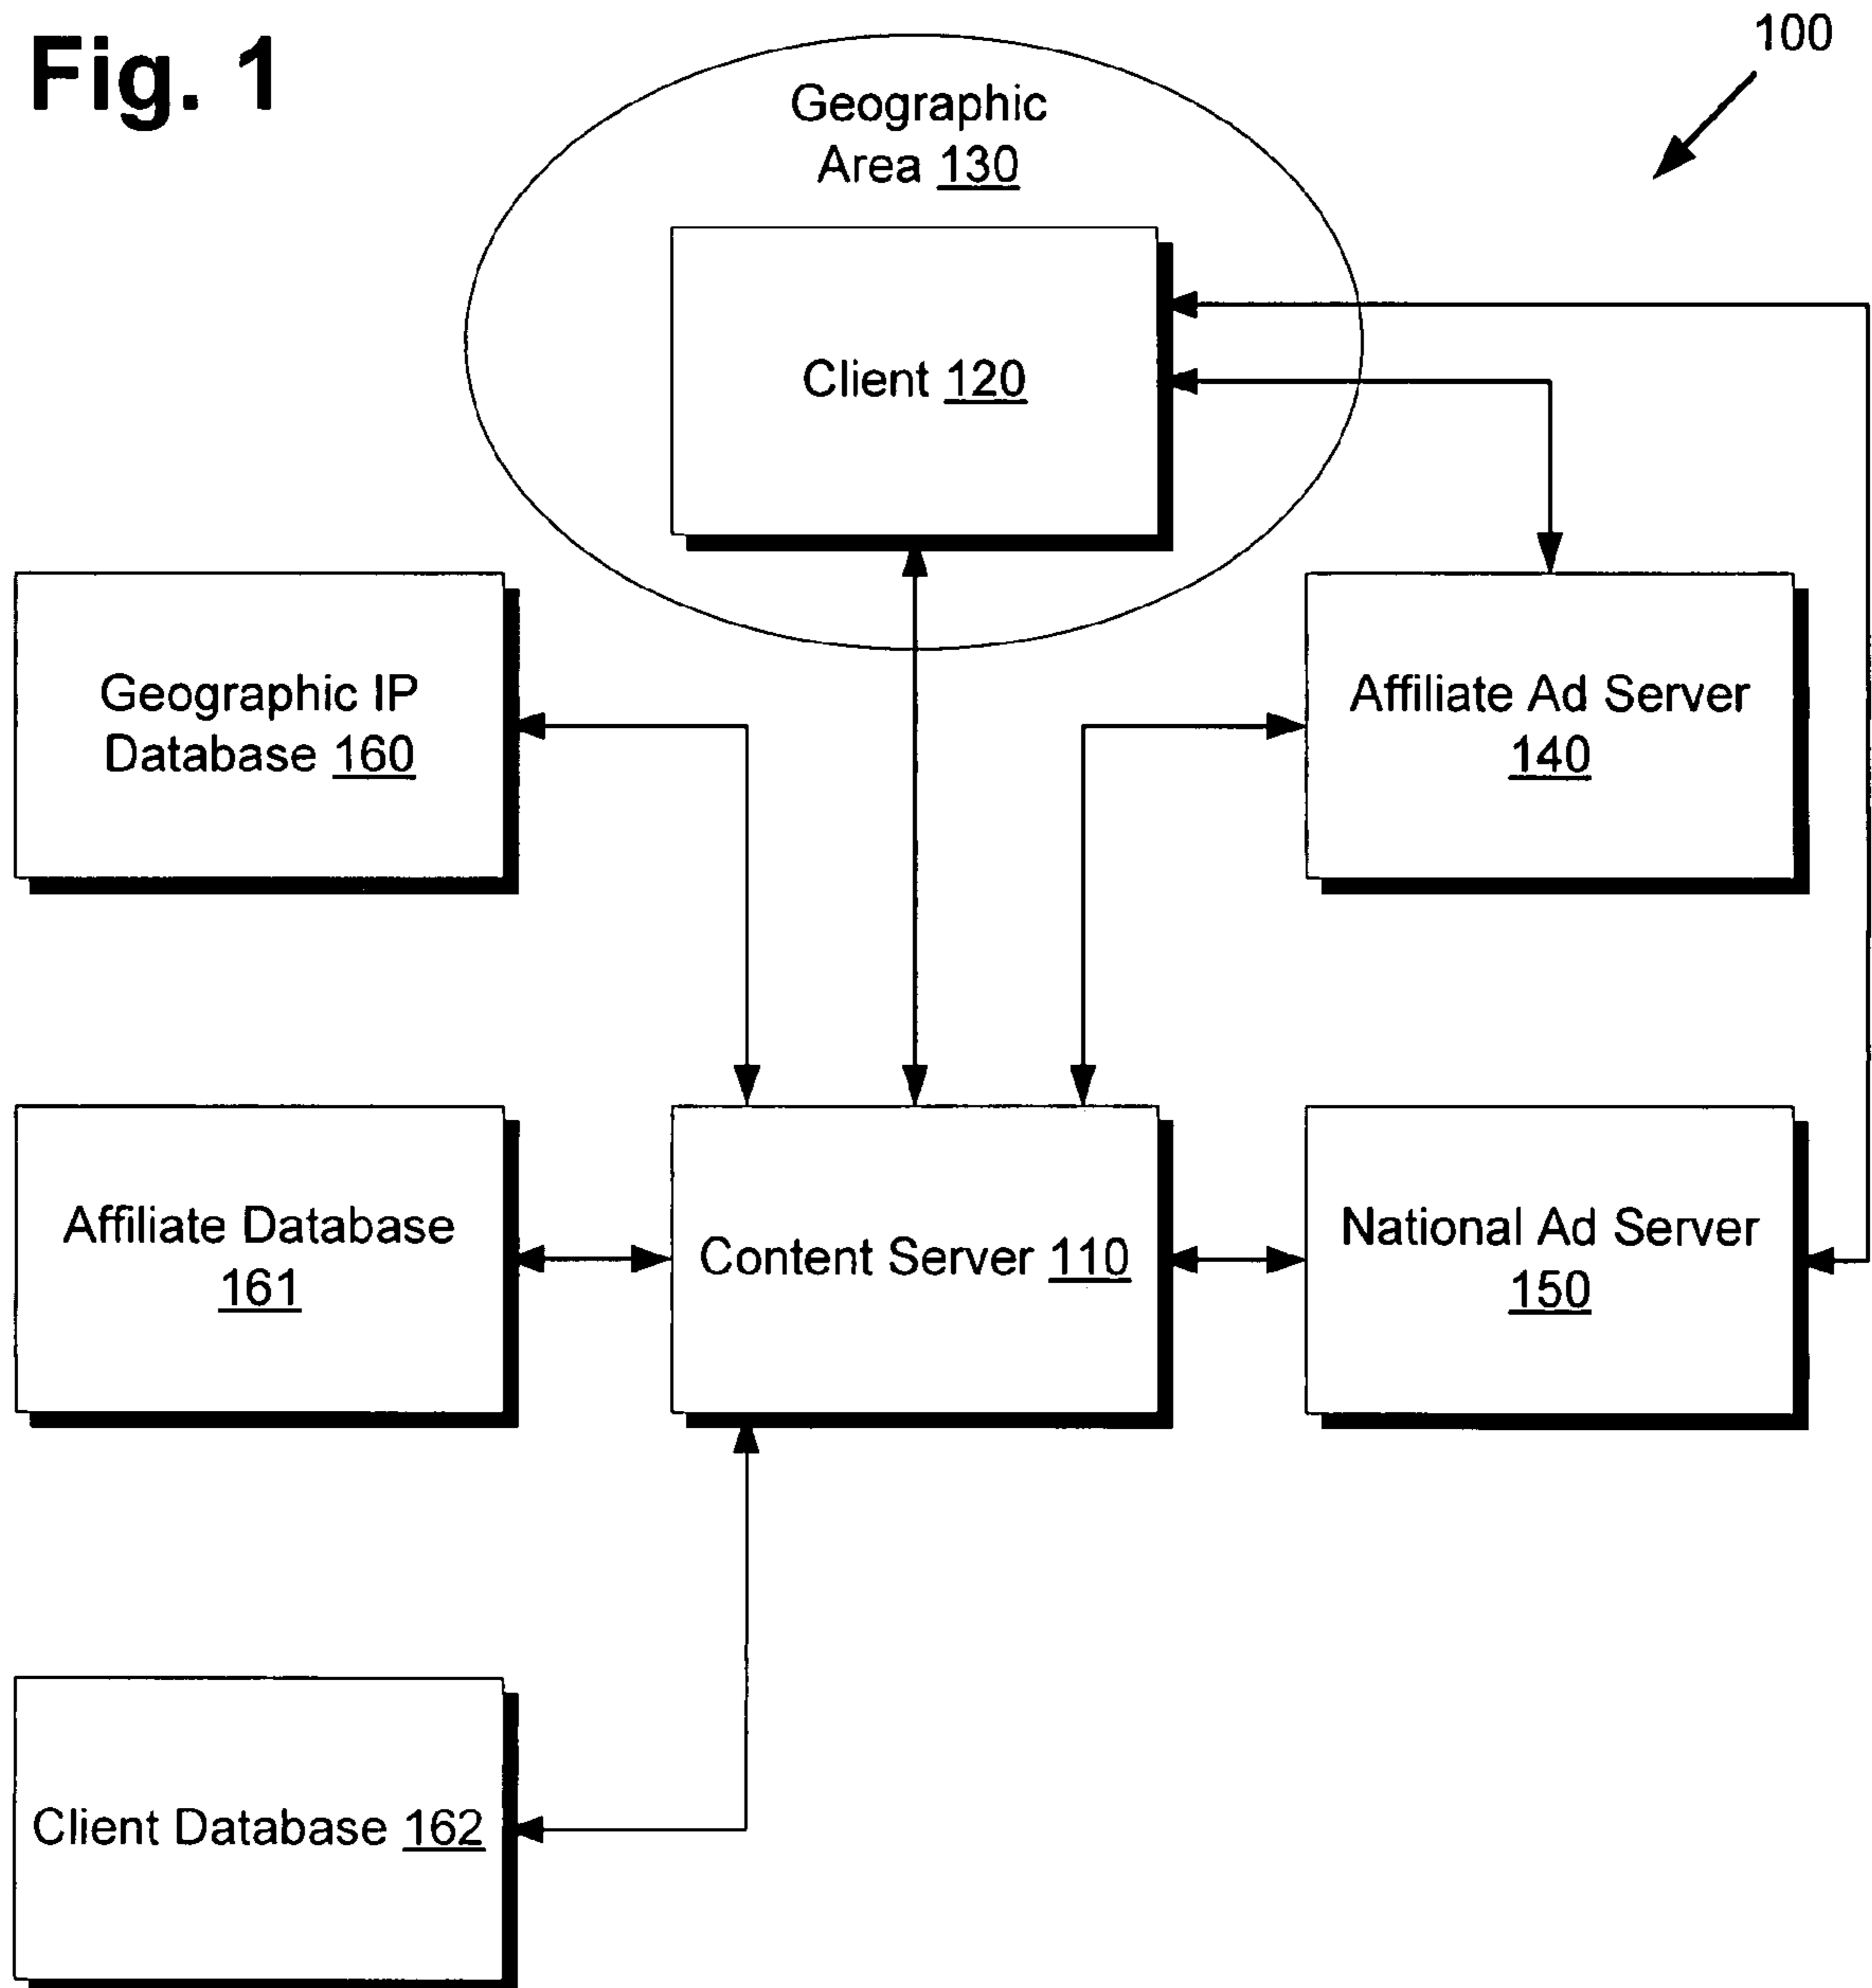 Fig. 1
100
Geographic
Area 130
Client 120
Geographic IP
Database 160
Affiliate Ad Server
140
Affiliate Database
161
Content Server 110
National Ad Server
150
Client Database 162